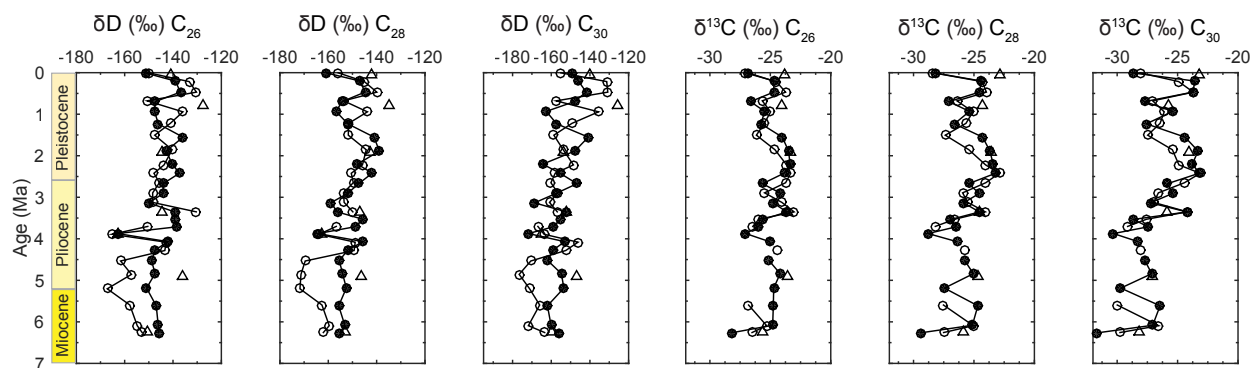 δD (‰) C26
δD (‰) C28
δD (‰) C30
δ13C (‰) C26
δ13C (‰) C28
δ13C (‰) C30
-180 -160 -140 -120
-180 -160 -140 -120
-180 -160 -140 -120
-30 -25 -20
-30 -25 -20
-30 -25 -20
Age (Ma)
Pleistocene
Pliocene
Miocene
0
1
2
3
4
5
6
7